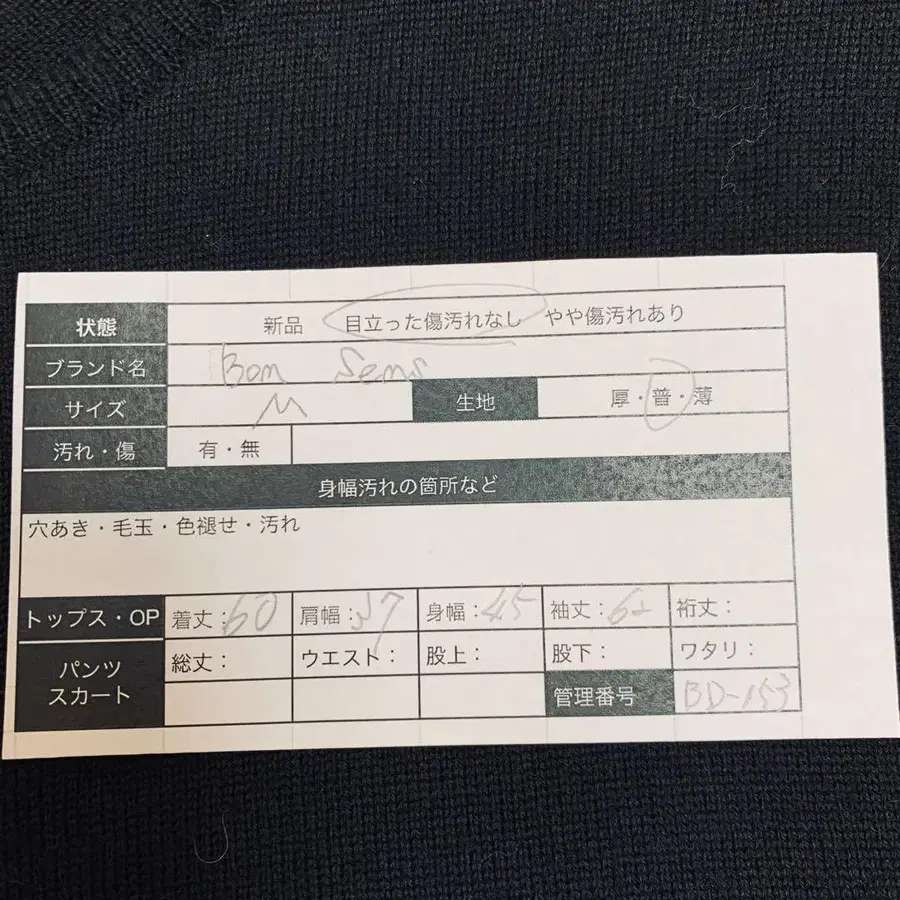 状態 新品 目立った傷汚れなし やや傷汚れあり
ブランド名 Bon Sens
サイズ M 生地 厚・普・薄
汚れ・傷 有・無
身幅汚れの箇所など
穴あき・毛玉・色褪せ・汚れ
トップス・OP 着丈:60 肩幅:37 身幅:45 袖丈:62 裄丈:
パンツ スカート 総丈: ウエスト: 股上: 股下: ワタリ:
管理番号 BD-153